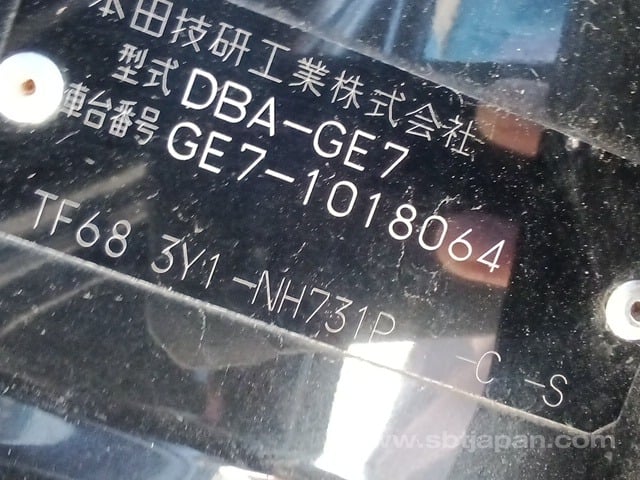 本田技研工業株式会社
型式 DBA-GE7
車台番号 GE7-1018064
TF68 3Y1-NH731P -C -S
www.sbtjapan.com